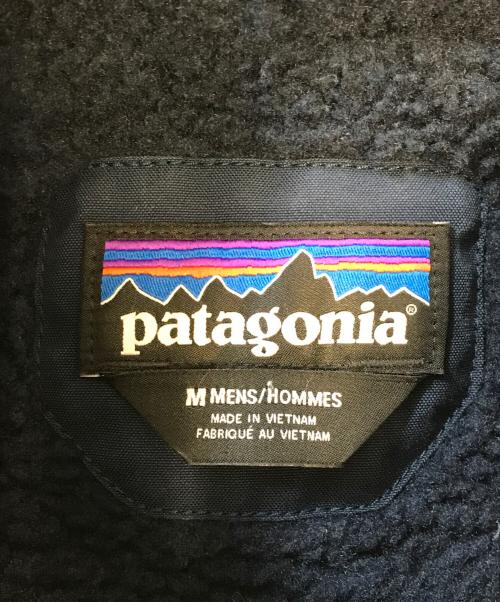 patagonia®
M MENS/HOMMES
MADE IN VIETNAM
FABRIQUÉ AU VIETNAM